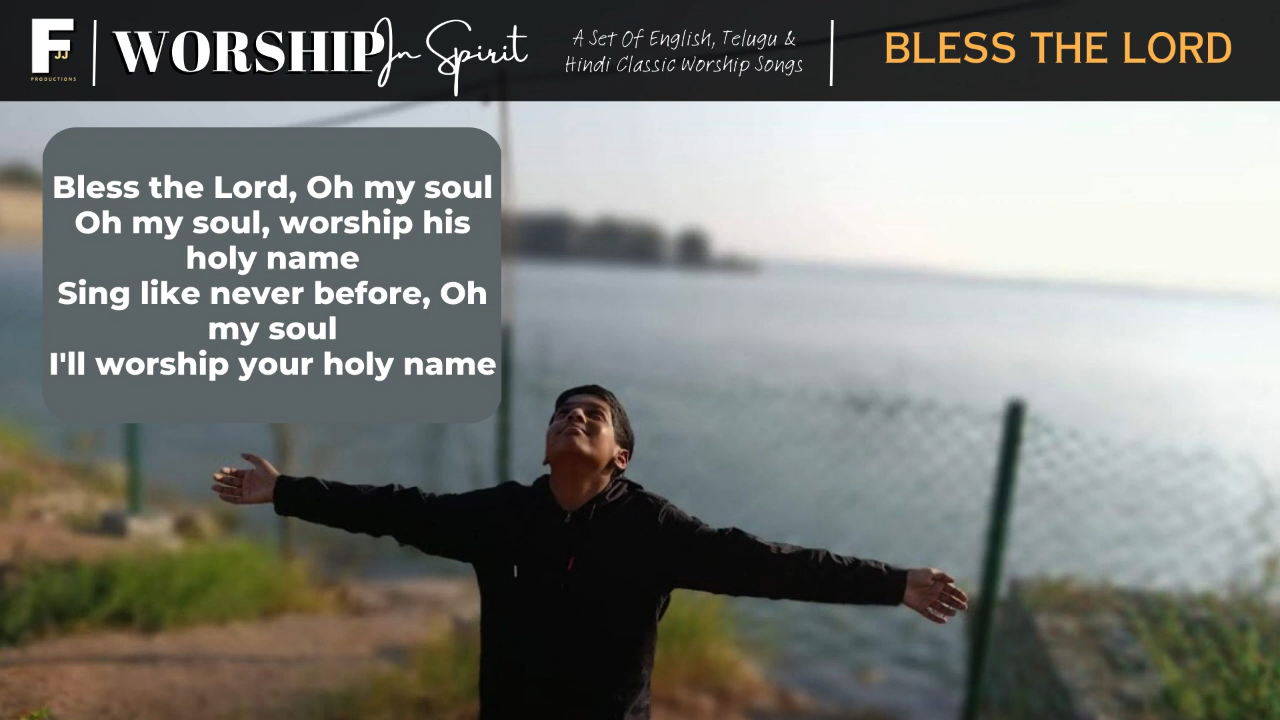 F
JJ
PRODUCTIONS
WORSHIP In Spirit
A Set Of English, Telugu &
Hindi Classic Worship Songs
BLESS THE LORD
Bless the Lord, Oh my soul
Oh my soul, worship his
holy name
Sing like never before, Oh
my soul
I'll worship your holy name